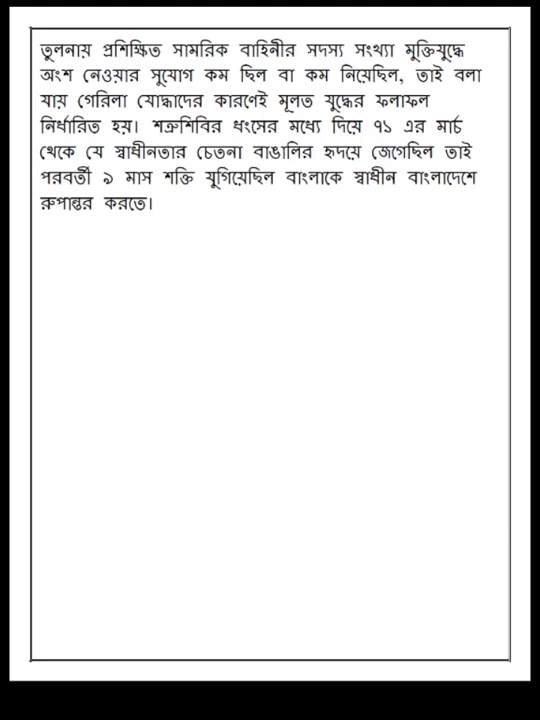 তুলনায় প্রশিক্ষিত সামরিক বাহিনীর সদস্য সংখ্যা মুক্তিযুদ্ধে
অংশ নেওয়ার সুযোগ কম ছিল বা কম নিয়েছিল, তাই বলা
যায় গেরিলা যোদ্ধাদের কারণেই মূলত যুদ্ধের ফলাফল
নির্ধারিত হয়। শত্রুশিবির ধংসের মধ্যে দিয়ে ৭১ এর মার্চ
থেকে যে স্বাধীনতার চেতনা বাঙালির হৃদয়ে জেগেছিল তাই
পরবর্তী ৯ মাস শক্তি যুগিয়েছিল বাংলাকে স্বাধীন বাংলাদেশে
রুপান্তর করতে।